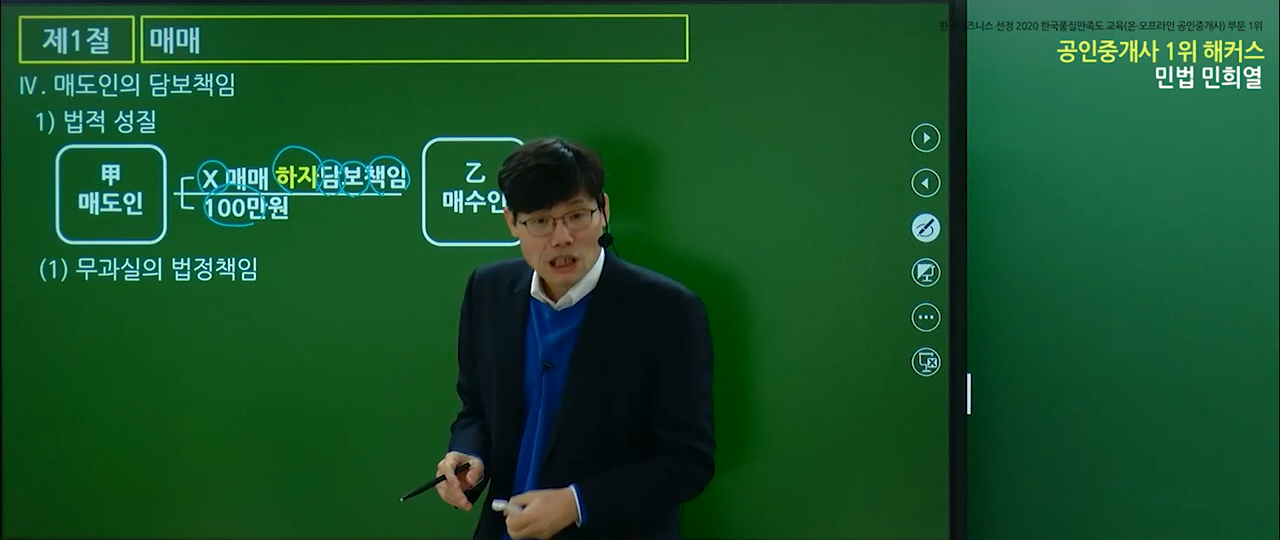 제1절 매매
Ⅳ. 매도인의 담보책임
1) 법적 성질
甲
매도인
X 매매 하자담보책임
100만원
乙
매수인
(1) 무과실의 법정책임
선정 2020 한국품질만족도 교육(온·오프라인 공인중개사) 부문 1위
공인중개사 1위 해커스
민법 민희열